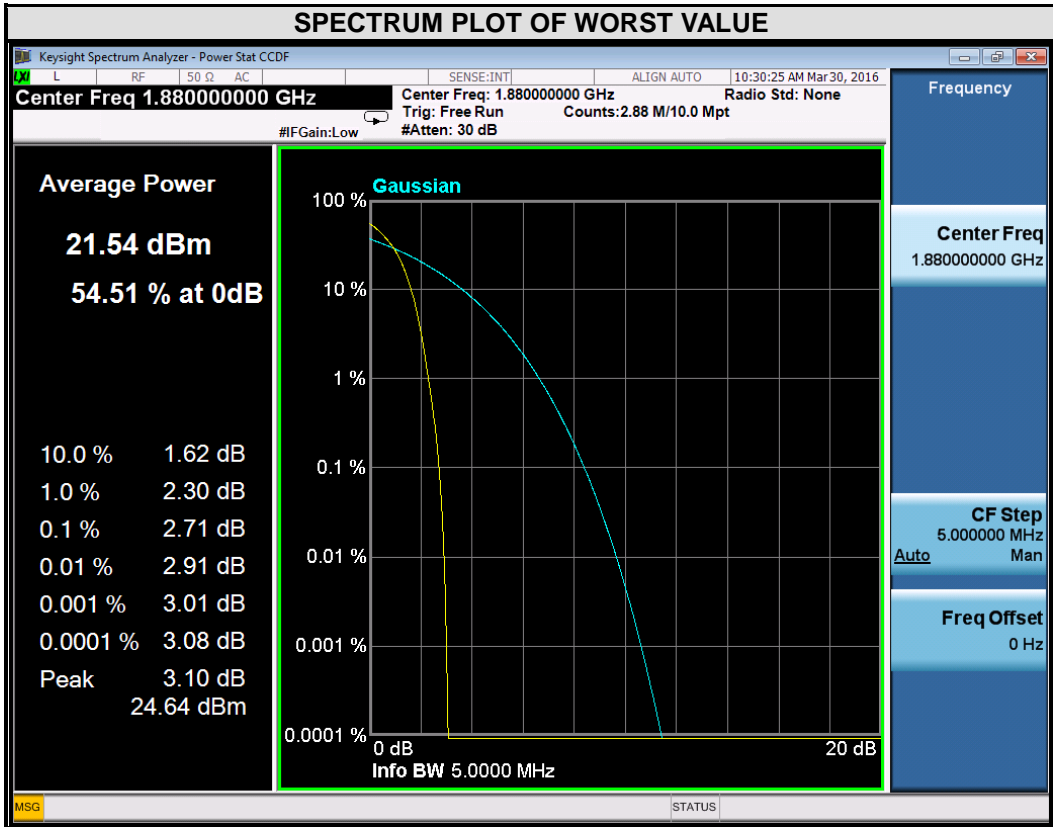 SPECTRUM PLOT OF WORST VALUE
Keysight Spectrum Analyzer - Power Stat CCDF
LXI L RF 50 Ω AC SENSE:INT ALIGN AUTO 10:30:25 AM Mar 30, 2016
Center Freq 1.880000000 GHz
#IFGain:Low
Center Freq: 1.880000000 GHz
Trig: Free Run Counts:2.88 M/10.0 Mpt
#Atten: 30 dB
Radio Std: None
Average Power
21.54 dBm
54.51 % at 0dB
10.0 % 1.62 dB
1.0 % 2.30 dB
0.1 % 2.71 dB
0.01 % 2.91 dB
0.001 % 3.01 dB
0.0001 % 3.08 dB
Peak 3.10 dB
24.64 dBm
Gaussian
100 %
10 %
1 %
0.1 %
0.01 %
0.001 %
0.0001 %
0 dB 20 dB
Info BW 5.0000 MHz
Frequency
Center Freq
1.880000000 GHz
CF Step
5.000000 MHz
Auto Man
Freq Offset
0 Hz
MSG STATUS